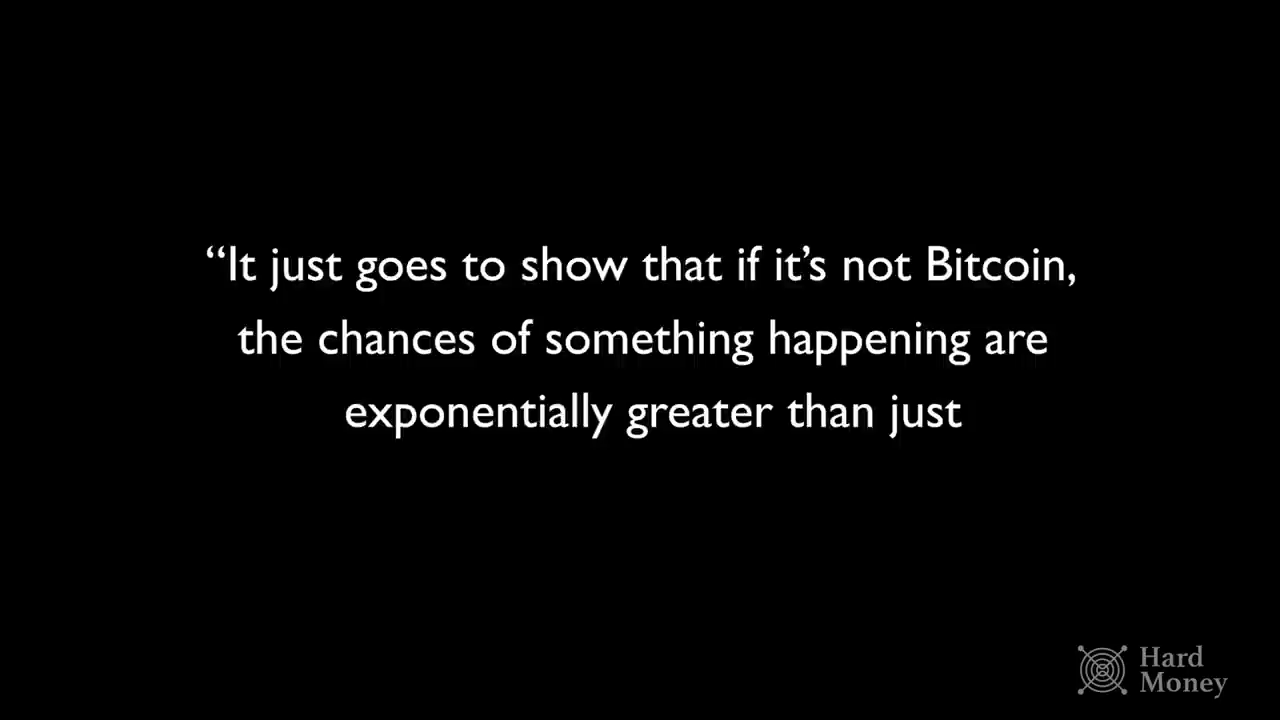 “It just goes to show that if it’s not Bitcoin,
the chances of something happening are
exponentially greater than just
Hard
Money